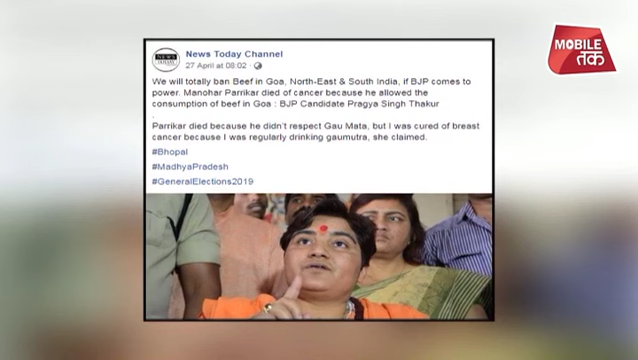 News Today Channel
27 April at 08:02 ·
We will totally ban Beef in Goa, North-East & South India, if BJP comes to
power. Manohar Parrikar died of cancer because he allowed the
consumption of beef in Goa : BJP Candidate Pragya Singh Thakur
.
Parrikar died because he didn't respect Gau Mata, but I was cured of breast
cancer because I was regularly drinking gaumutra, she claimed.
#Bhopal
#MadhyaPradesh
#GeneralElections2019
MOBILE
तक